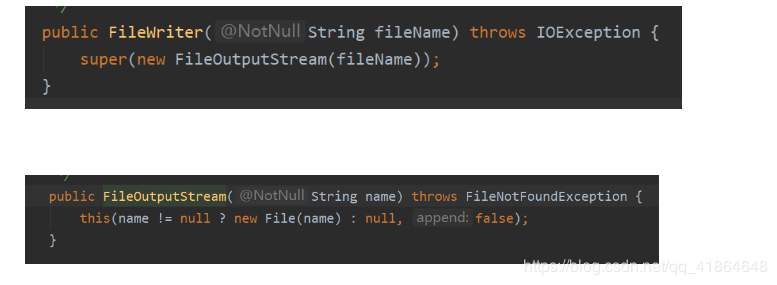 */
public FileWriter( @NotNull String fileName) throws IOException {
super(new FileOutputStream(fileName));
}
*/
public FileOutputStream( @NotNull String name) throws FileNotFoundException {
this(name != null ? new File(name) : null, append: false);
}
https://blog.csdn.net/qq_41864648